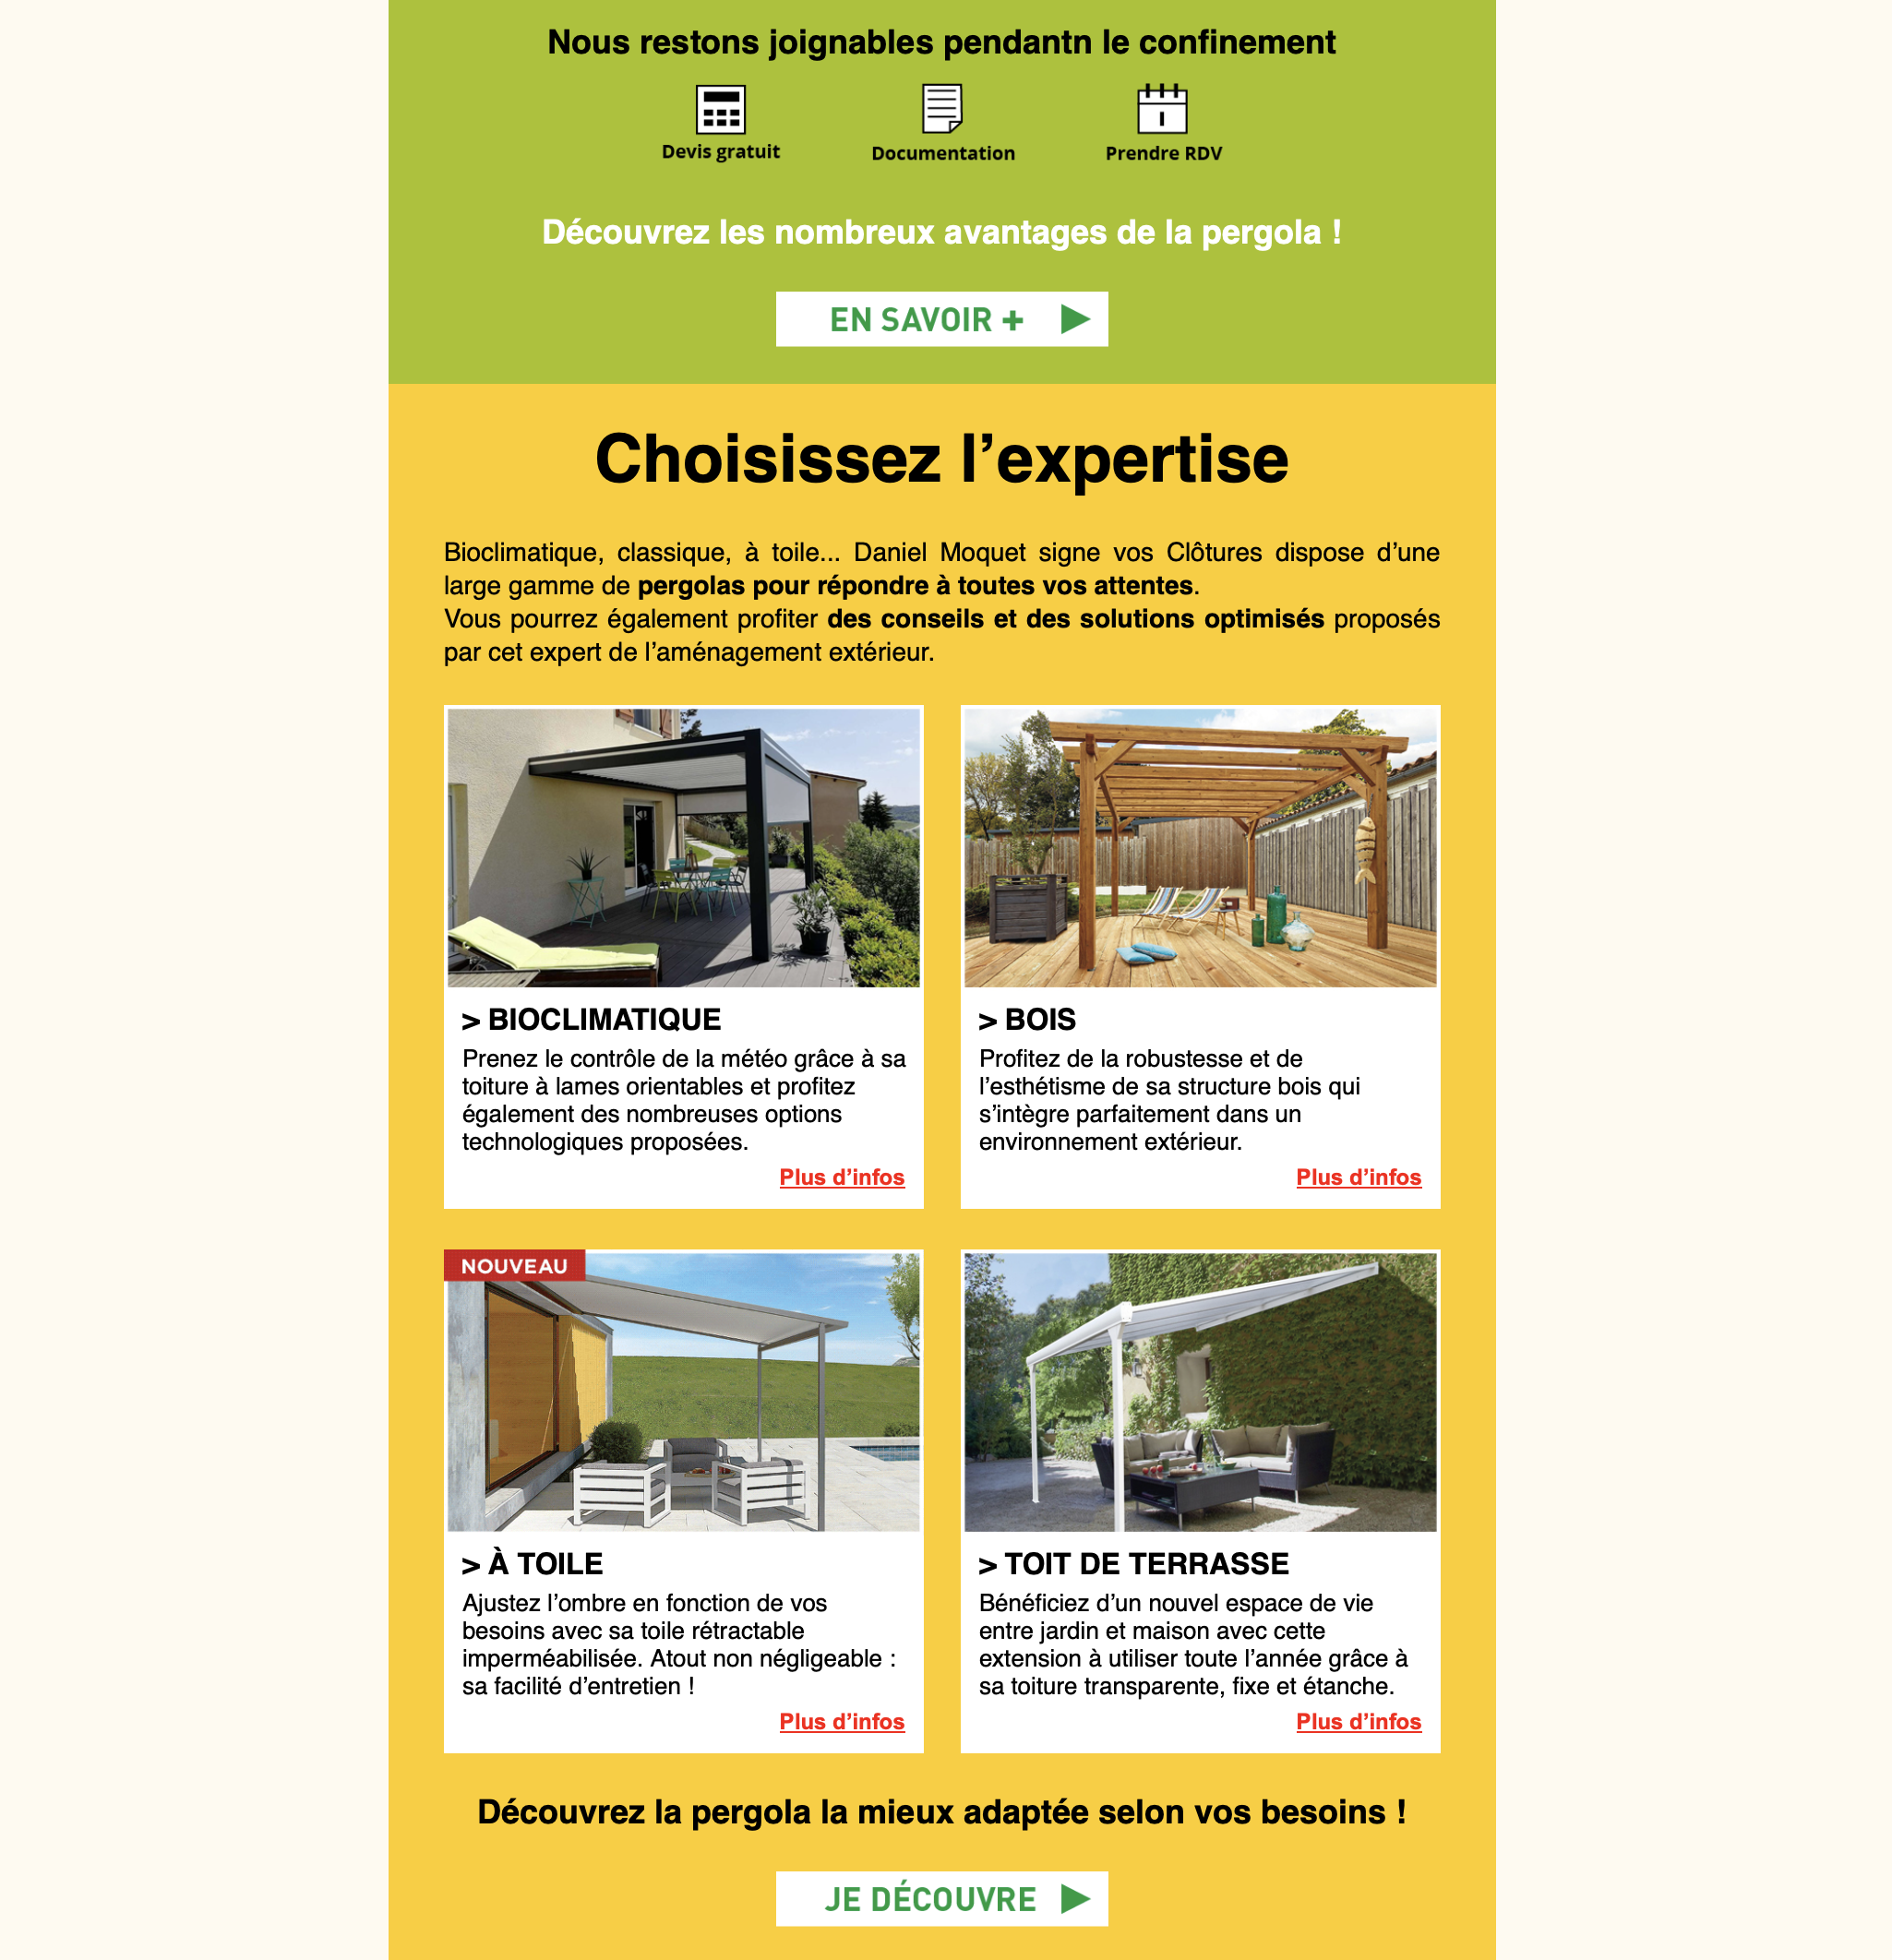 Nous restons joignables pendantn le confinement
Devis gratuit
Documentation
Prendre RDV
Découvrez les nombreux avantages de la pergola !
EN SAVOIR +
Choisissez l’expertise
Bioclimatique, classique, à toile... Daniel Moquet signe vos Clôtures dispose d’une
large gamme de pergolas pour répondre à toutes vos attentes.
Vous pourrez également profiter des conseils et des solutions optimisés proposés
par cet expert de l’aménagement extérieur.
> BIOCLIMATIQUE
Prenez le contrôle de la météo grâce à sa
toiture à lames orientables et profitez
également des nombreuses options
technologiques proposées.
Plus d’infos
> BOIS
Profitez de la robustesse et de
l’esthétisme de sa structure bois qui
s’intègre parfaitement dans un
environnement extérieur.
Plus d’infos
NOUVEAU
> À TOILE
Ajustez l’ombre en fonction de vos
besoins avec sa toile rétractable
imperméabilisée. Atout non négligeable :
sa facilité d’entretien !
Plus d’infos
> TOIT DE TERRASSE
Bénéficiez d’un nouvel espace de vie
entre jardin et maison avec cette
extension à utiliser toute l’année grâce à
sa toiture transparente, fixe et étanche.
Plus d’infos
Découvrez la pergola la mieux adaptée selon vos besoins !
JE DÉCOUVRE